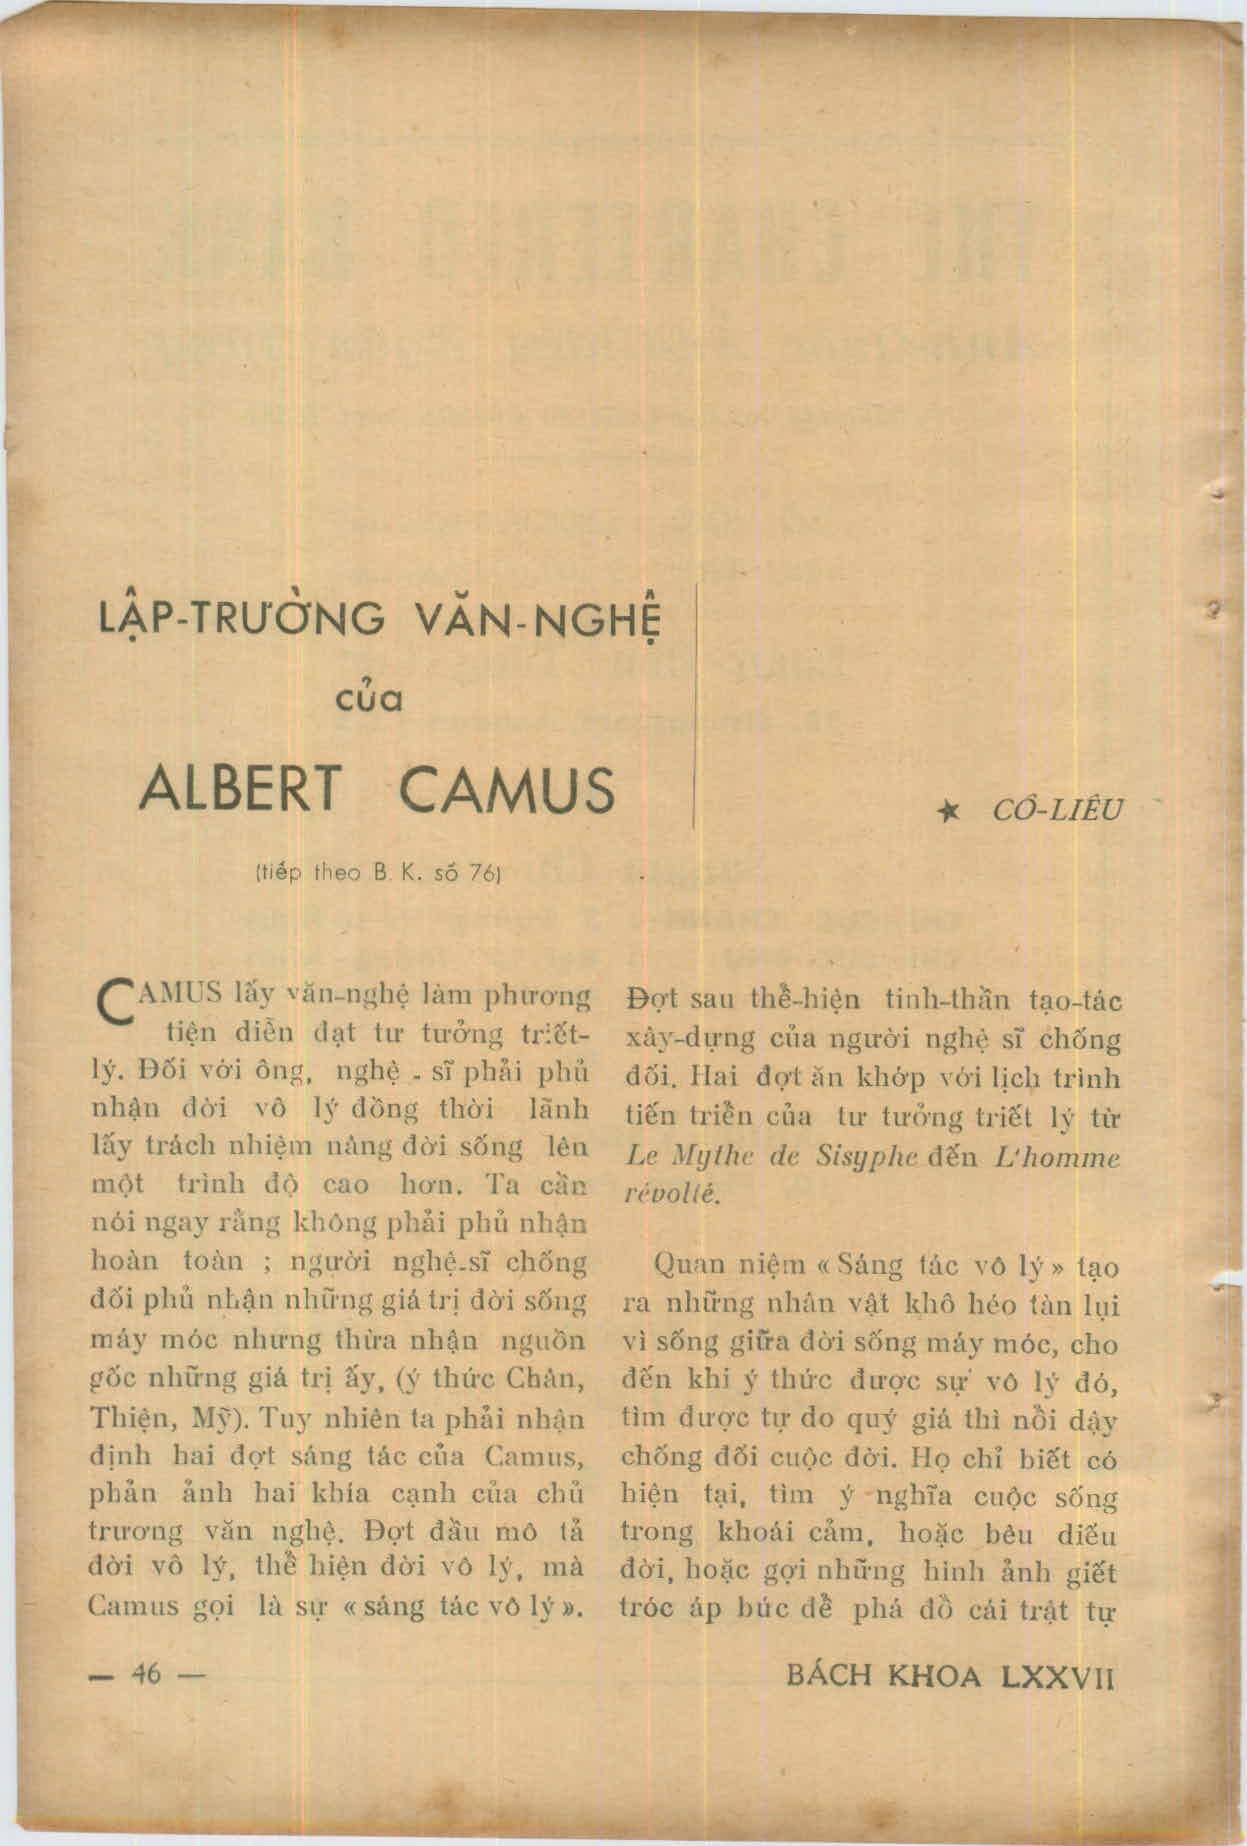 LẬP-TRƯỜNG VĂN-NGHỆ
của
ALBERT CAMUS
(tiếp theo B. K. số 76)
★ CÔ-LIÊU
CAMUS lấy văn-nghệ làm phương
tiện diễn đạt tư tưởng triết-
lý. Đối với ông, nghệ - sĩ phải phủ
nhận đời vô lý đồng thời lãnh
lấy trách nhiệm nâng đời sống lên
một trình độ cao hơn. Ta cần
nói ngay rằng không phải phủ nhận
hoàn toàn ; người nghệ-sĩ chống
đối phủ nhận những giá trị đời sống
máy móc nhưng thừa nhận nguồn
gốc những giá trị ấy, (ý thức Chân,
Thiện, Mỹ). Tuy nhiên ta phải nhận
định hai đợt sáng tác của Camus,
phản ảnh hai khía cạnh của chủ
trương văn nghệ. Đợt đầu mô tả
đời vô lý, thể hiện đời vô lý, mà
Camus gọi là sự « sáng tác vô lý ».
Đợt sau thể-hiện tinh-thần tạo-tác
xây-dựng của người nghệ sĩ chống
đối. Hai đợt ăn khớp với lịch trình
tiến triển của tư tưởng triết lý từ
Le Mythe de Sisyphe đến L'homme
révolté.
Quan niệm « Sáng tác vô lý » tạo
ra những nhân vật khô héo tàn lụi
vì sống giữa đời sống máy móc, cho
đến khi ý thức được sự vô lý đó,
tìm được tự do quý giá thì nổi dậy
chống đối cuộc đời. Họ chỉ biết có
hiện tại, tìm ý nghĩa cuộc sống
trong khoái cảm, hoặc bêu diếu
đời, hoặc gợi những hình ảnh giết
tróc áp bức để phá đổ cái trật tự
— 46 —
BÁCH KHOA LXXVII